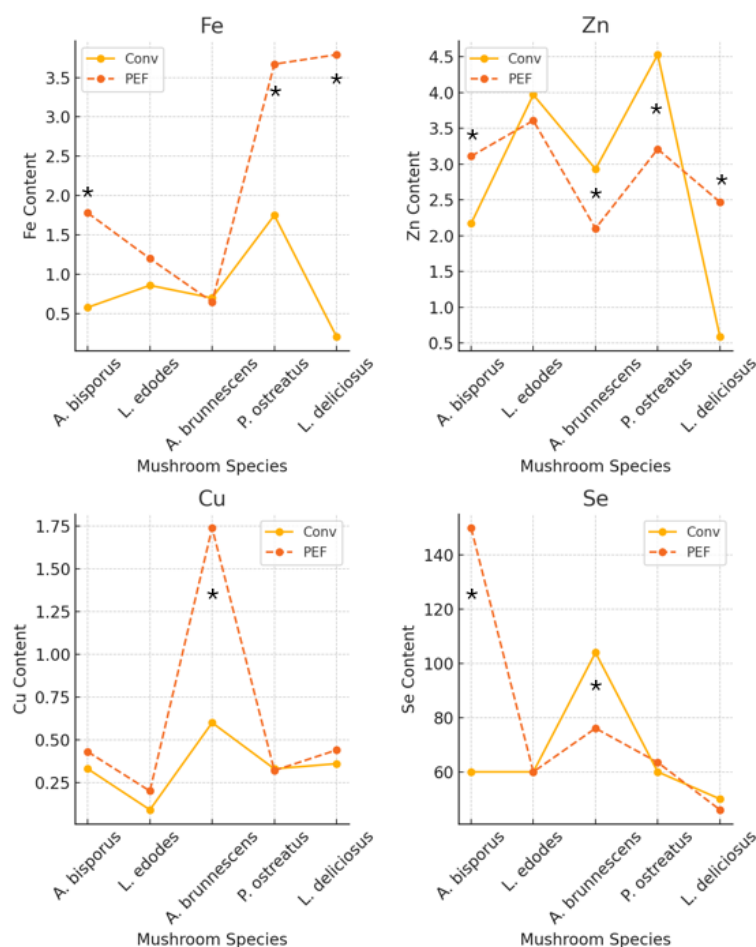 Fe
Conv
PEF
3.5
3.0
2.5
2.0
1.5
1.0
0.5
Fe Content
A. bisporus
L. edodes
A. brunnescens
P. ostreatus
L. deliciosus
Mushroom Species
Zn
Conv
PEF
4.5
4.0
3.5
3.0
2.5
2.0
1.5
1.0
0.5
Zn Content
A. bisporus
L. edodes
A. brunnescens
P. ostreatus
L. deliciosus
Mushroom Species
Cu
Conv
PEF
1.75
1.50
1.25
1.00
0.75
0.50
0.25
Cu Content
A. bisporus
L. edodes
A. brunnescens
P. ostreatus
L. deliciosus
Mushroom Species
Se
Conv
PEF
140
120
100
80
60
Se Content
A. bisporus
L. edodes
A. brunnescens
P. ostreatus
L. deliciosus
Mushroom Species